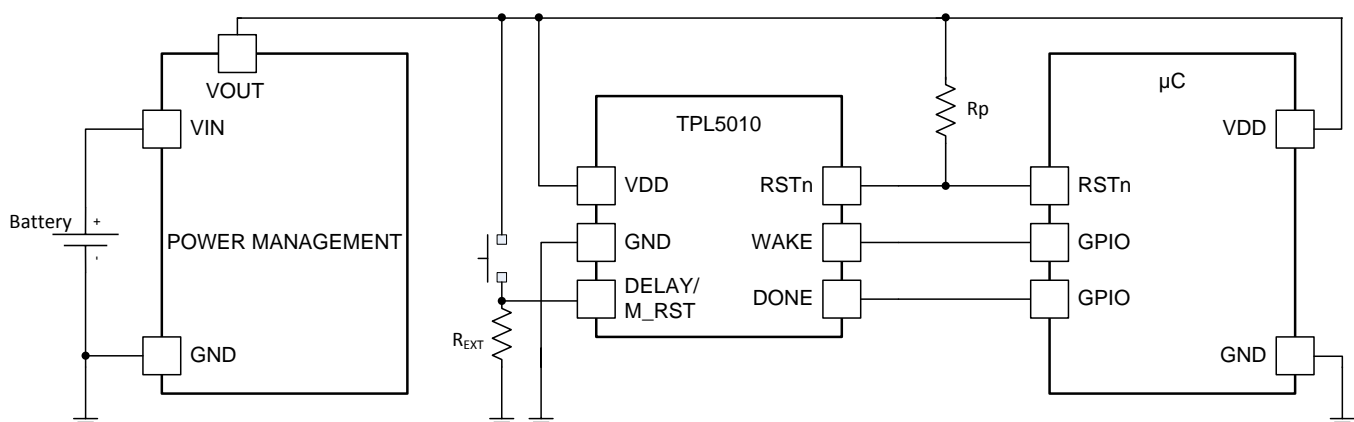 VOUT
VIN
POWER MANAGEMENT
GND
Battery
+
-
TPL5010
VDD
GND
DELAY/
M_RST
RSTn
WAKE
DONE
REXT
Rp
µC
VDD
RSTn
GPIO
GPIO
GND